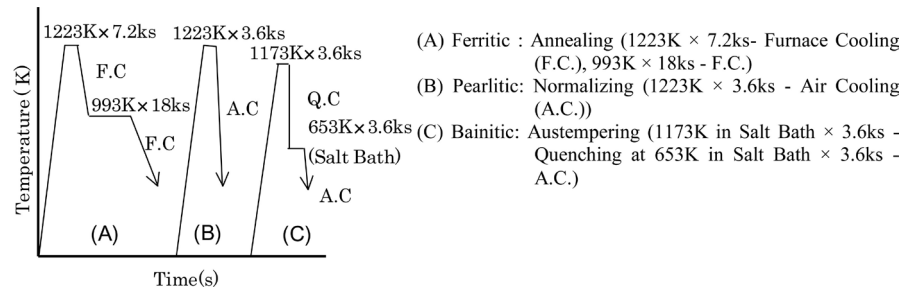 1223K×7.2ks
1223K×3.6ks
1173K×3.6ks
F.C
993K×18ks
F.C
A.C
Q.C
653K×3.6ks
(Salt Bath)
A.C
(A)
(B)
(C)
Temperature( K)
Time(s)
(A) Ferritic : Annealing (1223K × 7.2ks- Furnace Cooling
(F.C.), 993K × 18ks - F.C.)
(B) Pearlitic: Normalizing (1223K × 3.6ks - Air Cooling
(A.C.))
(C) Bainitic: Austempering (1173K in Salt Bath × 3.6ks -
Quenching at 653K in Salt Bath × 3.6ks -
A.C.)